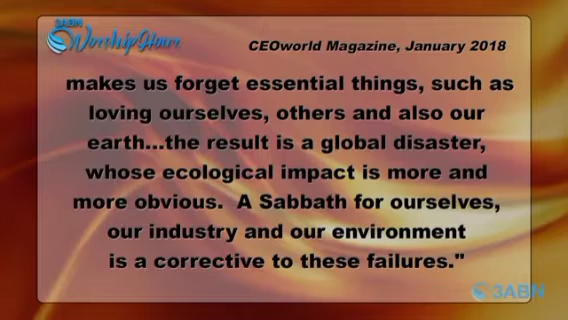 3ABN
Worship Hour
CEOworld Magazine, January 2018
makes us forget essential things, such as
loving ourselves, others and also our
earth...the result is a global disaster,
whose ecological impact is more and
more obvious.  A Sabbath for ourselves,
our industry and our environment
is a corrective to these failures."
3ABN